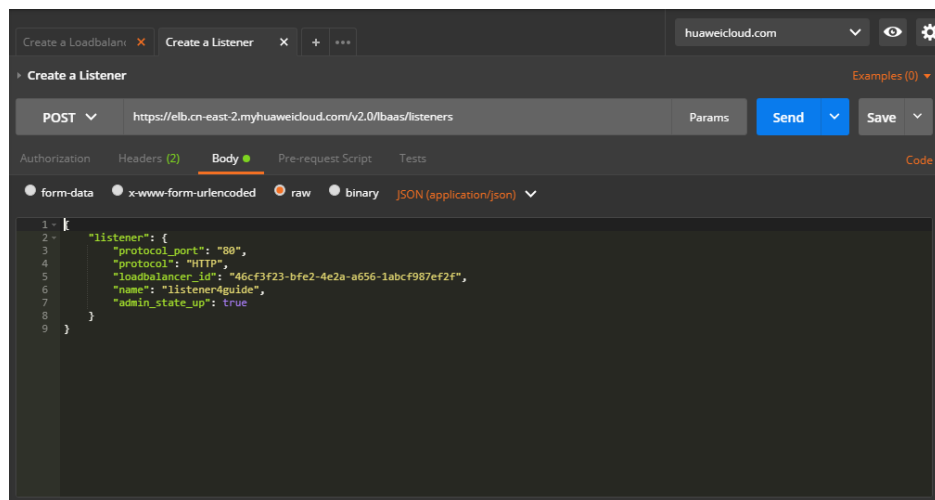 Create a Loadbalanc × Create a Listener × + ••• huaweicloud.com
Create a Listener Examples (0)
POST https://elb.cn-east-2.myhuaweicloud.com/v2.0/lbaas/listeners Params Send Save
Authorization Headers (2) Body Pre-request Script Tests Code
form-data x-www-form-urlencoded raw binary JSON (application/json)
1 {
2 "listener": {
3 "protocol_port": "80",
4 "protocol": "HTTP",
5 "loadbalancer_id": "46cf3f23-bfe2-4e2a-a656-1abcf987ef2f",
6 "name": "listener4guide",
7 "admin_state_up": true
8 }
9 }